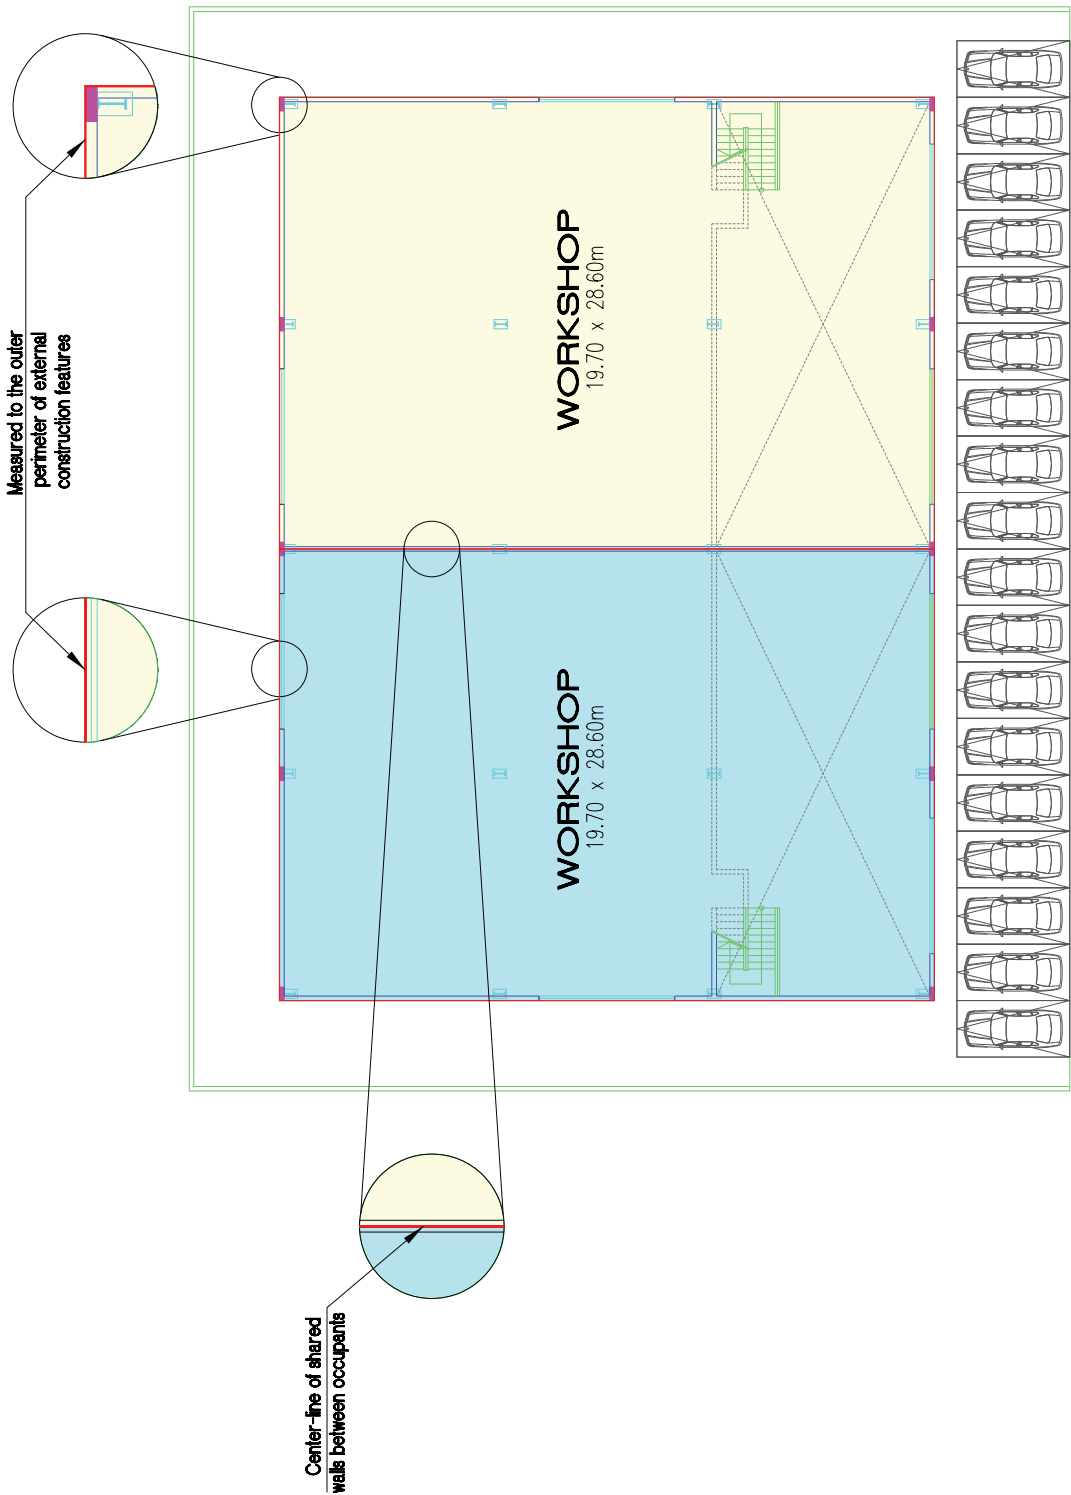 Measured to the outer
perimeter of external
construction features
WORKSHOP
19.70 x 28.60m
WORKSHOP
19.70 x 28.60m
Center-line of shared
walls between occupants